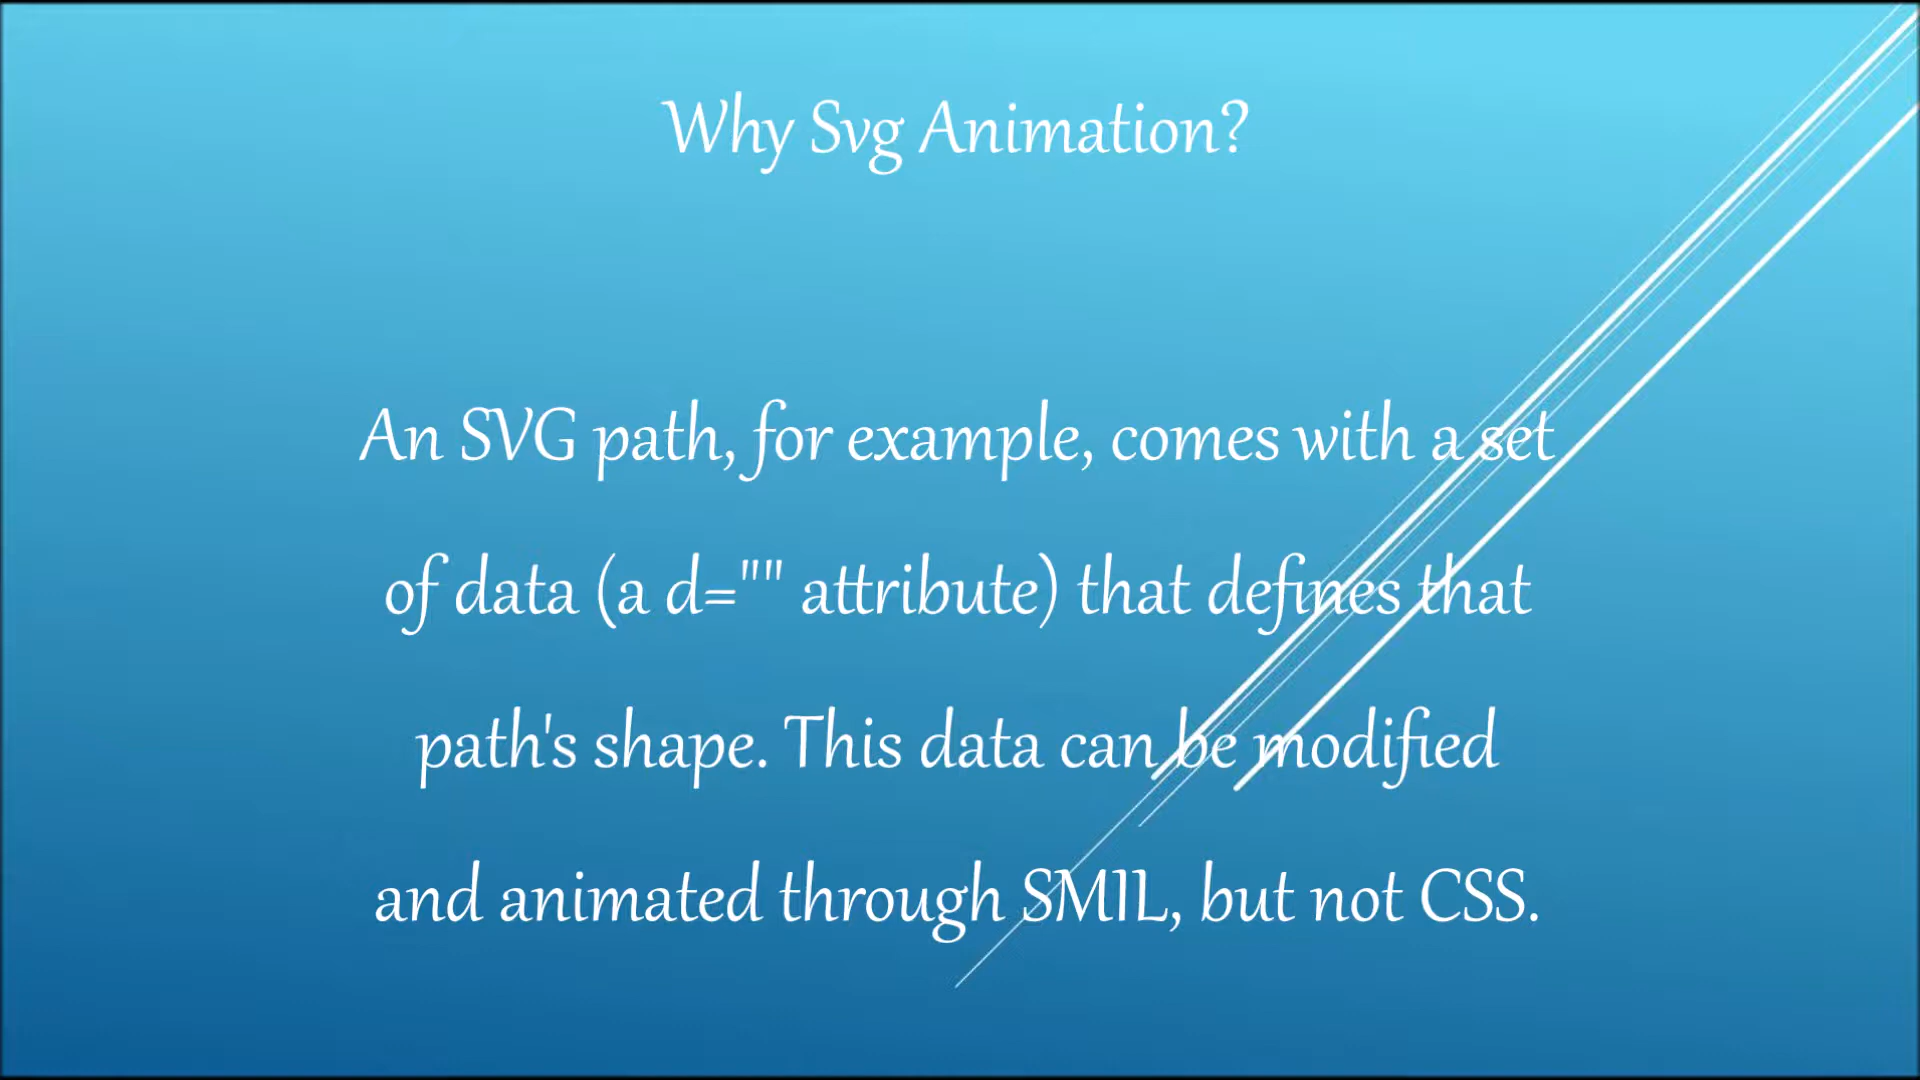 Why Svg Animation?
An SVG path, for example, comes with a set
of data (a d="" attribute) that defines that
path's shape. This data can be modified
and animated through SMIL, but not CSS.